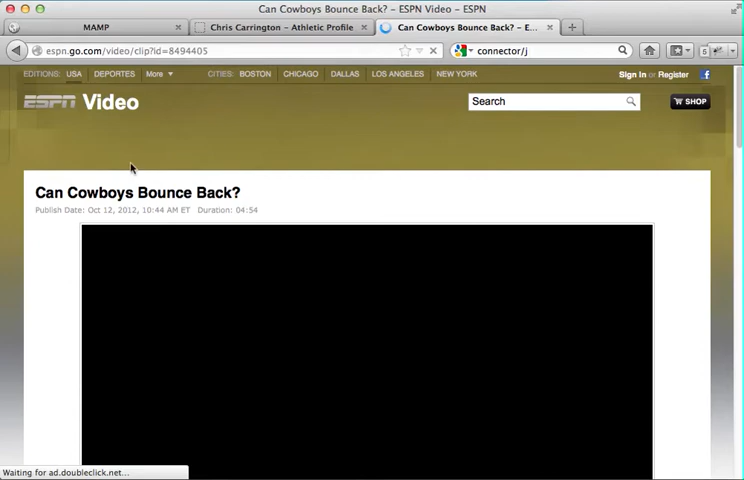 Can Cowboys Bounce Back? – ESPN Video – ESPN
MAMP
Chris Carrington – Athletic Profile
Can Cowboys Bounce Back? – E...
espn.go.com/video/clip?id=8494405
connector/j
EDITIONS: USA DEPORTES More CITIES: BOSTON CHICAGO DALLAS LOS ANGELES NEW YORK
Sign In or Register
ESPN Video
Search
SHOP
Can Cowboys Bounce Back?
Publish Date: Oct 12, 2012, 10:44 AM ET Duration: 04:54
Waiting for ad.doubleclick.net...